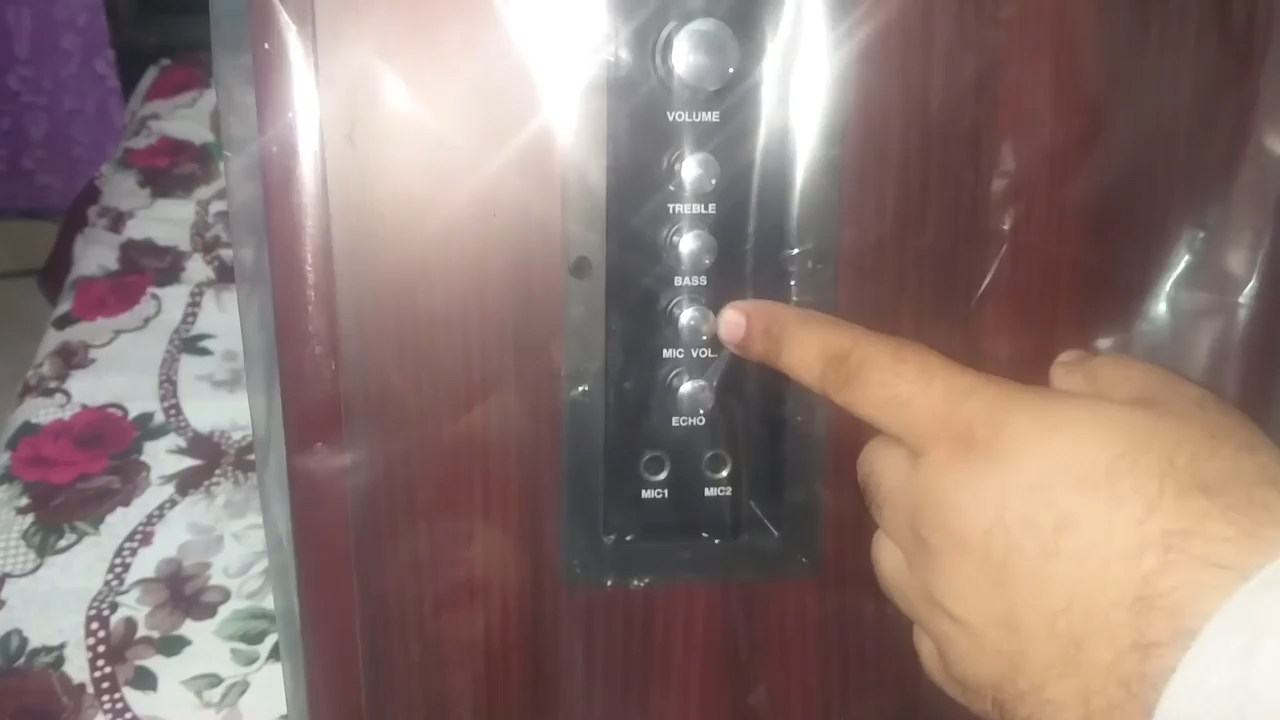 VOLUME
TREBLE
BASS
MIC VOL.
ECHO
MIC1 MIC2